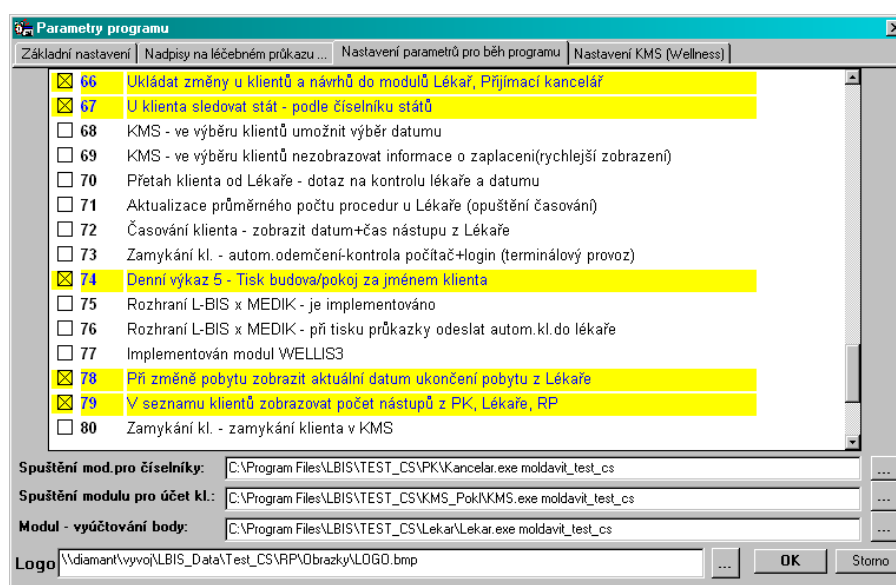 Parametry programu
Základní nastavení Nadpisy na léčebném průkazu ... Nastavení parametrů pro běh programu Nastavení KMS (Wellness)
66 Ukládat změny u klientů a návrhů do modulů Lékař, Přijímací kancelář
67 U klienta sledovat stát - podle číselníku států
68 KMS - ve výběru klientů umožnit výběr datumu
69 KMS - ve výběru klientů nezobrazovat informace o zaplaceni(rychlejší zobrazení)
70 Přetah klienta od Lékaře - dotaz na kontrolu lékaře a datumu
71 Aktualizace průměrného počtu procedur u Lékaře (opuštění časování)
72 Časování klienta - zobrazit datum+čas nástupu z Lékaře
73 Zamykání kl. - autom.odemčení-kontrola počítač+login (terminálový provoz)
74 Denní výkaz 5 - Tisk budova/pokoj za jménem klienta
75 Rozhraní L-BIS x MEDIK - je implementováno
76 Rozhraní L-BIS x MEDIK - při tisku průkazky odeslat autom.kl.do lékaře
77 Implementován modul WELLIS3
78 Při změně pobytu zobrazit aktuální datum ukončení pobytu z Lékaře
79 V seznamu klientů zobrazovat počet nástupů z PK, Lékaře, RP
80 Zamykání kl. - zamykání klienta v KMS
Spuštění mod.pro číselníky: C:\Program Files\LBIS\TEST_CS\PK\Kancelar.exe moldavit_test_cs ...
Spuštění modulu pro účet kl.: C:\Program Files\LBIS\TEST_CS\KMS_Pokl\KMS.exe moldavit_test_cs ...
Modul - vyúčtování body: C:\Program Files\LBIS\TEST_CS\Lekar\Lekar.exe moldavit_test_cs ...
Logo \\diamant\vyvoj\LBIS_Data\Test_CS\RP\Obrazky\LOGO.bmp ... OK Storno